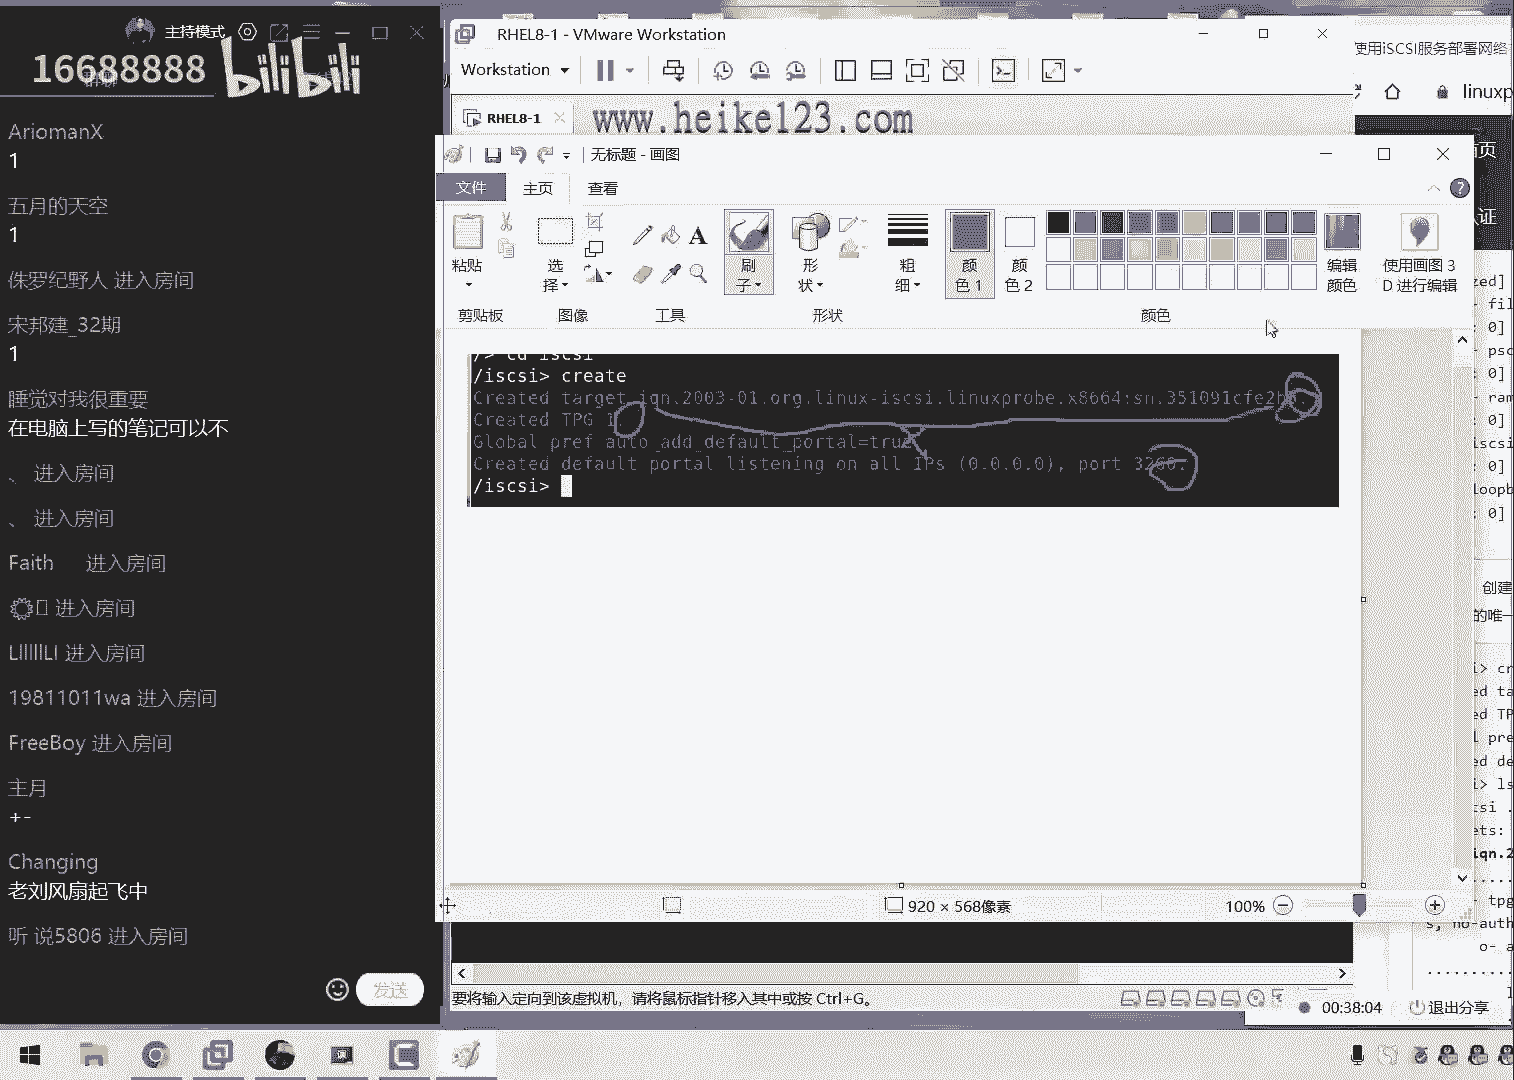 主持模式
16688888
bilibili
AriomanX
1
五月的天空
1
侏罗纪野人 进入房间
宋邦建_32期
1
睡觉对我很重要
在电脑上写的笔记可以不
、 进入房间
、 进入房间
Faith 进入房间
进入房间
LlllllLl 进入房间
19811011wa 进入房间
FreeBoy 进入房间
主月
+-
Changing
老刘风扇起飞中
听 说5806 进入房间
发送
RHEL8-1 - VMware Workstation
Workstation
RHEL8-1
www.heike123.com
使用iSCSI服务部署网络
linuxp
无标题 - 画图
文件
主页
查看
粘贴
选择
刷子
形状
粗细
颜色 1
颜色 2
编辑颜色
使用画图 3D 进行编辑
剪贴板
图像
工具
形状
颜色
/> cd iscsi
/iscsi> create
Created target iqn.2003-01.org.linux-iscsi.linuxprobe.x8664:sn.351091cfe2
Created TPG 1
Global pref auto_add_default_portal=true
Created default portal listening on all IPs (0.0.0.0), port 3260.
/iscsi>
920 × 568像素
100%
要将输入定向到该虚拟机，请将鼠标指针移入其中或按 Ctrl+G。
00:38:04
退出分享
创建
的唯一